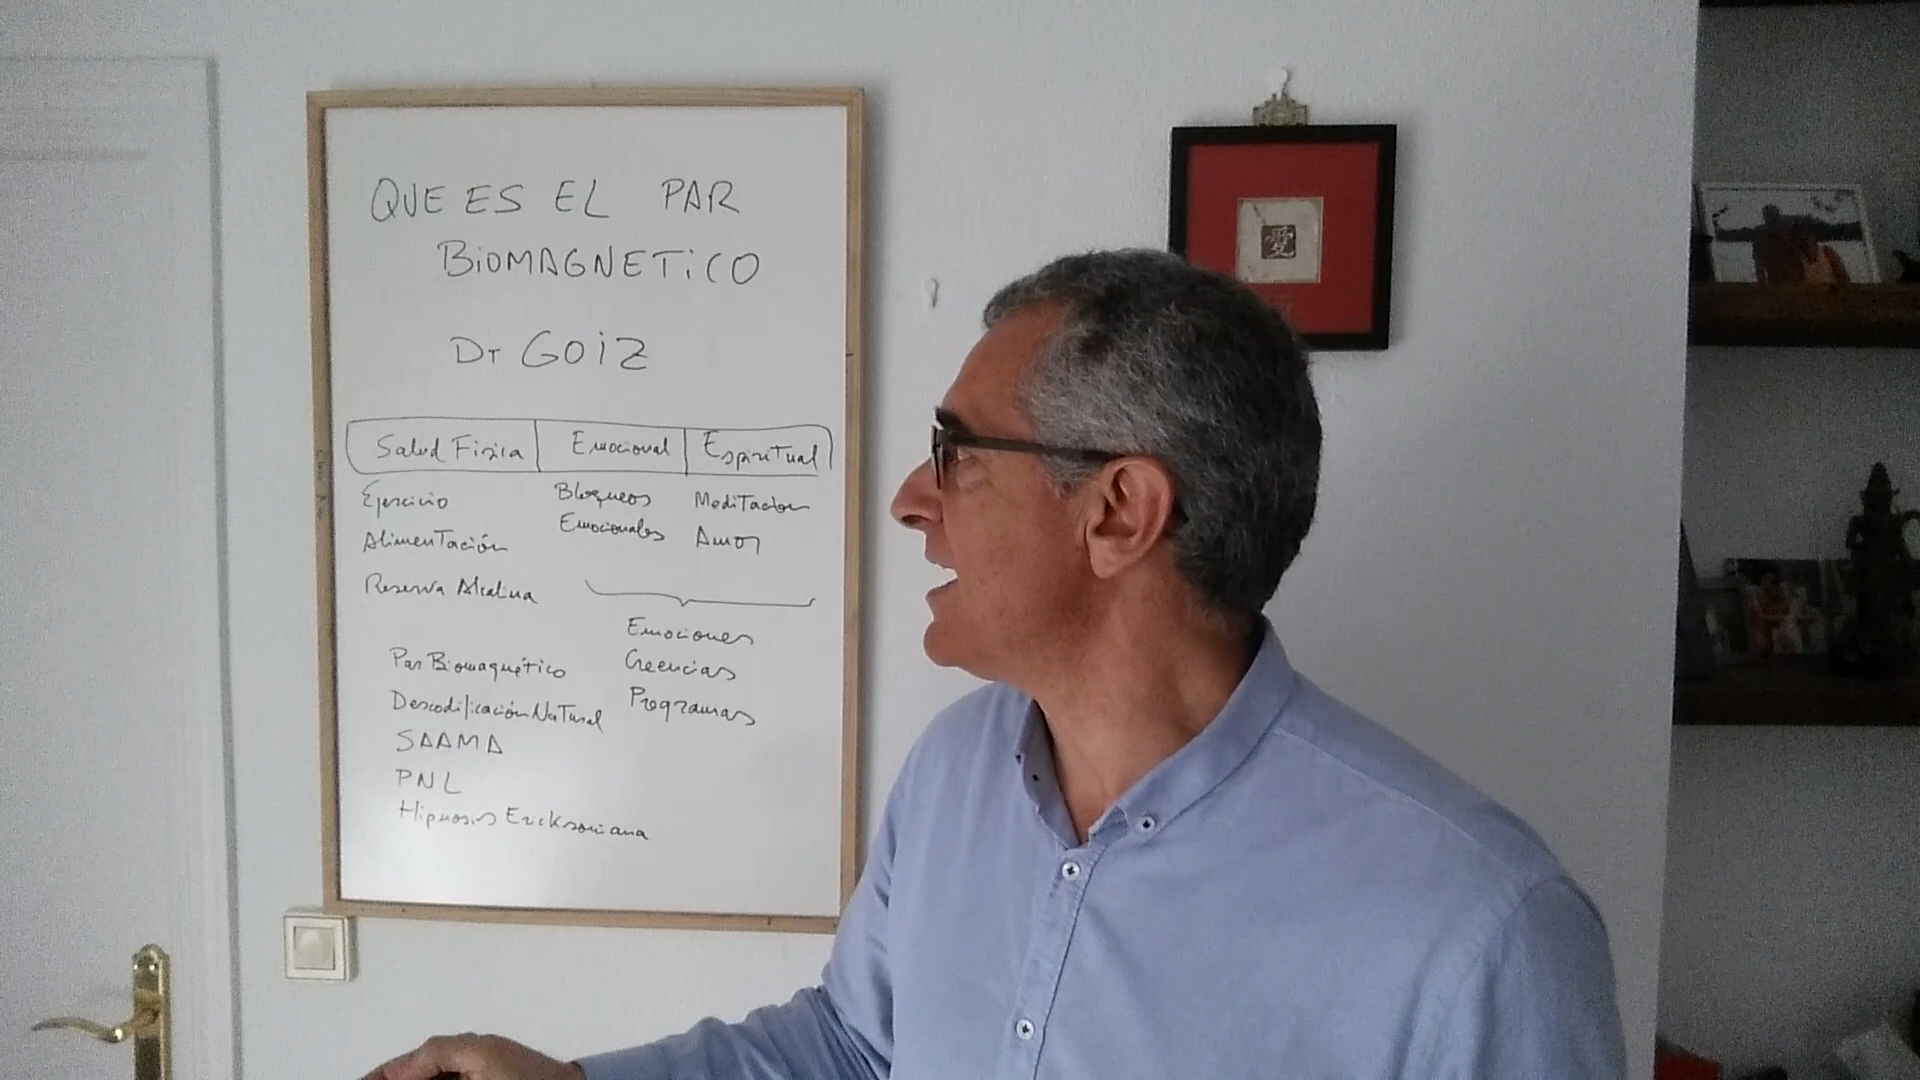 QUE ES EL PAR
BiOMAGNETiCO
Dr GOiZ
Salud Fisica Emocional Espiritual
Ejercicio Bloqueos Meditacion
Alimentación Emocionales Amor
Reserva Alcalina
Emociones
Par Biomagnético Creencias
Descodificación Natural Programas
SAAMA
PNL
Hipnosis Ericksoniana
愛